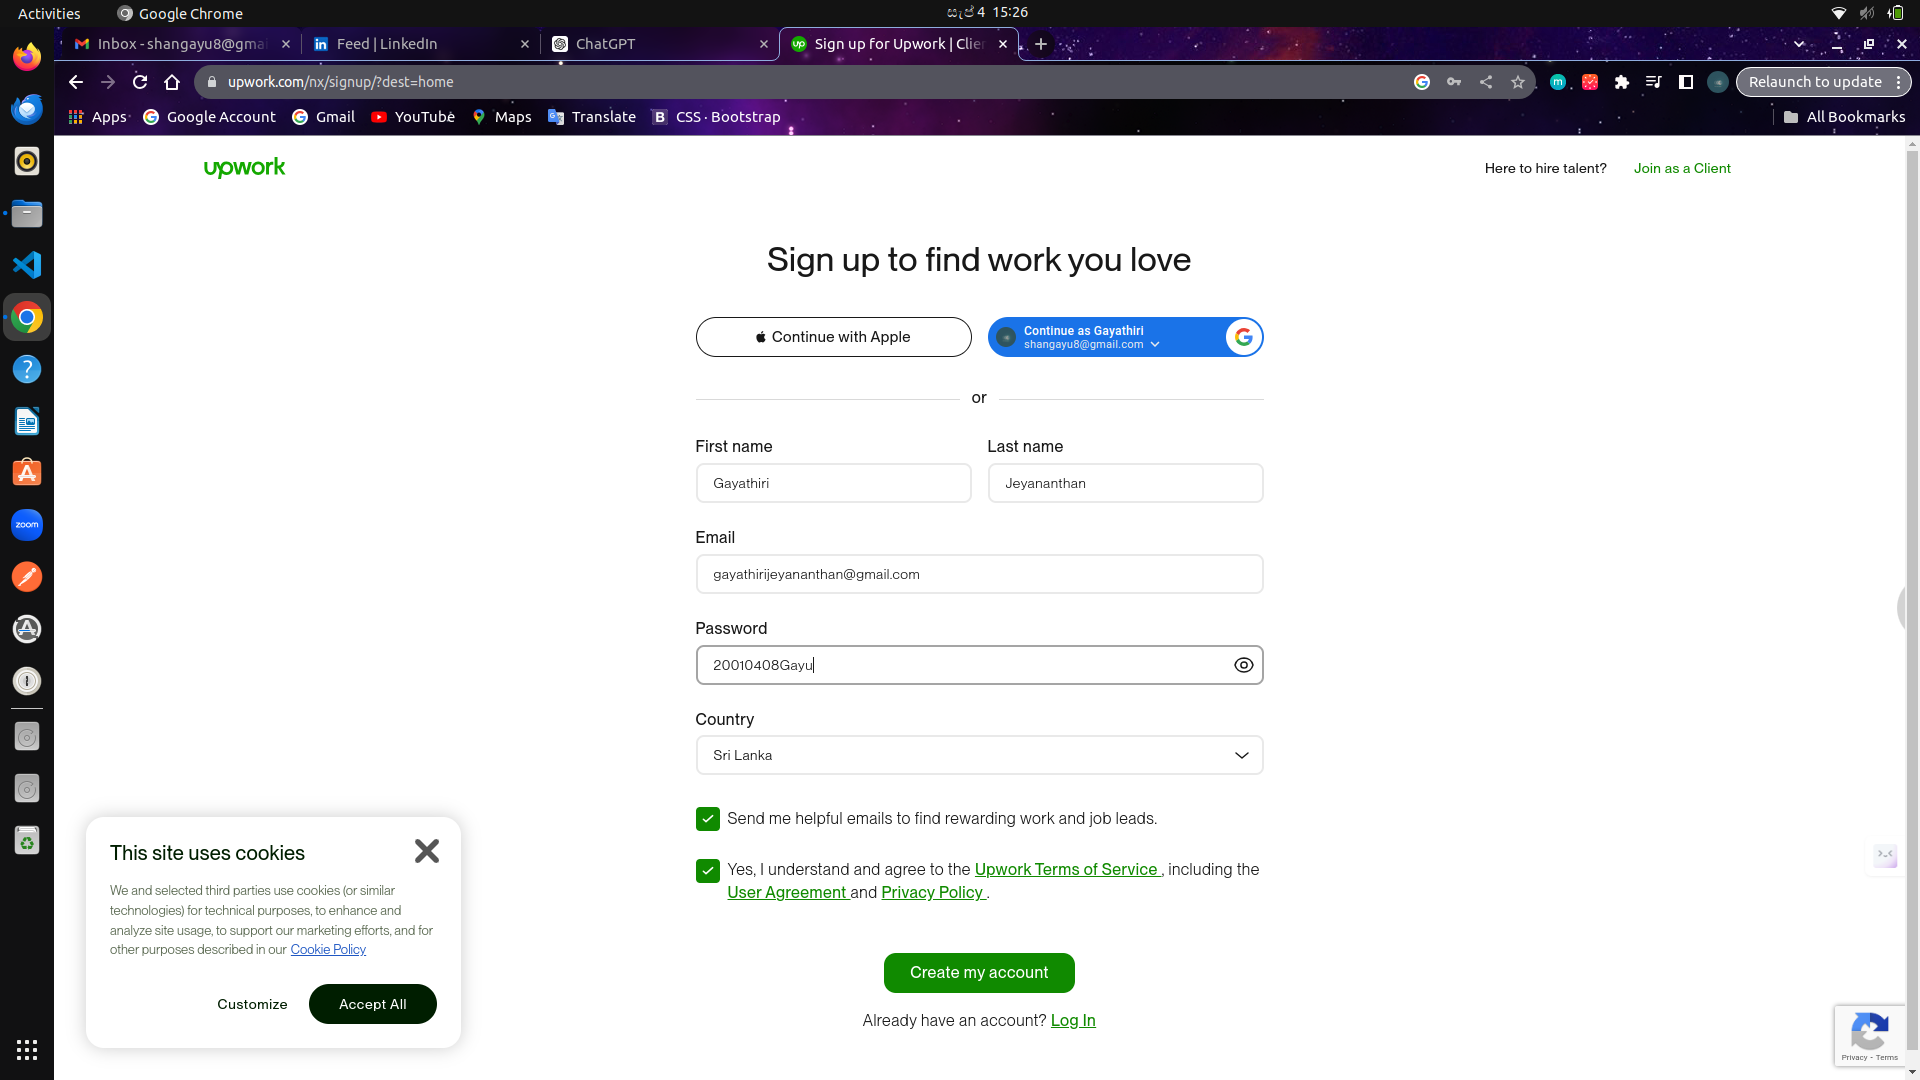 Activities
Google Chrome
සැප් 4 15:26
Inbox - shangayu8@gmai
Feed | LinkedIn
ChatGPT
Sign up for Upwork | Clien
upwork.com/nx/signup/?dest=home
Relaunch to update
Apps
Google Account
Gmail
YouTube
Maps
Translate
CSS · Bootstrap
All Bookmarks
upwork
Here to hire talent?
Join as a Client
Sign up to find work you love
Continue with Apple
Continue as Gayathiri
shangayu8@gmail.com
or
First name
Last name
Gayathiri
Jeyananthan
Email
gayathirijeyananthan@gmail.com
Password
20010408Gayu
Country
Sri Lanka
Send me helpful emails to find rewarding work and job leads.
Yes, I understand and agree to the Upwork Terms of Service , including the
User Agreement and Privacy Policy .
Create my account
Already have an account? Log In
This site uses cookies
We and selected third parties use cookies (or similar
technologies) for technical purposes, to enhance and
analyze site usage, to support our marketing efforts, and for
other purposes described in our Cookie Policy
Customize
Accept All
zoom
Privacy - Terms